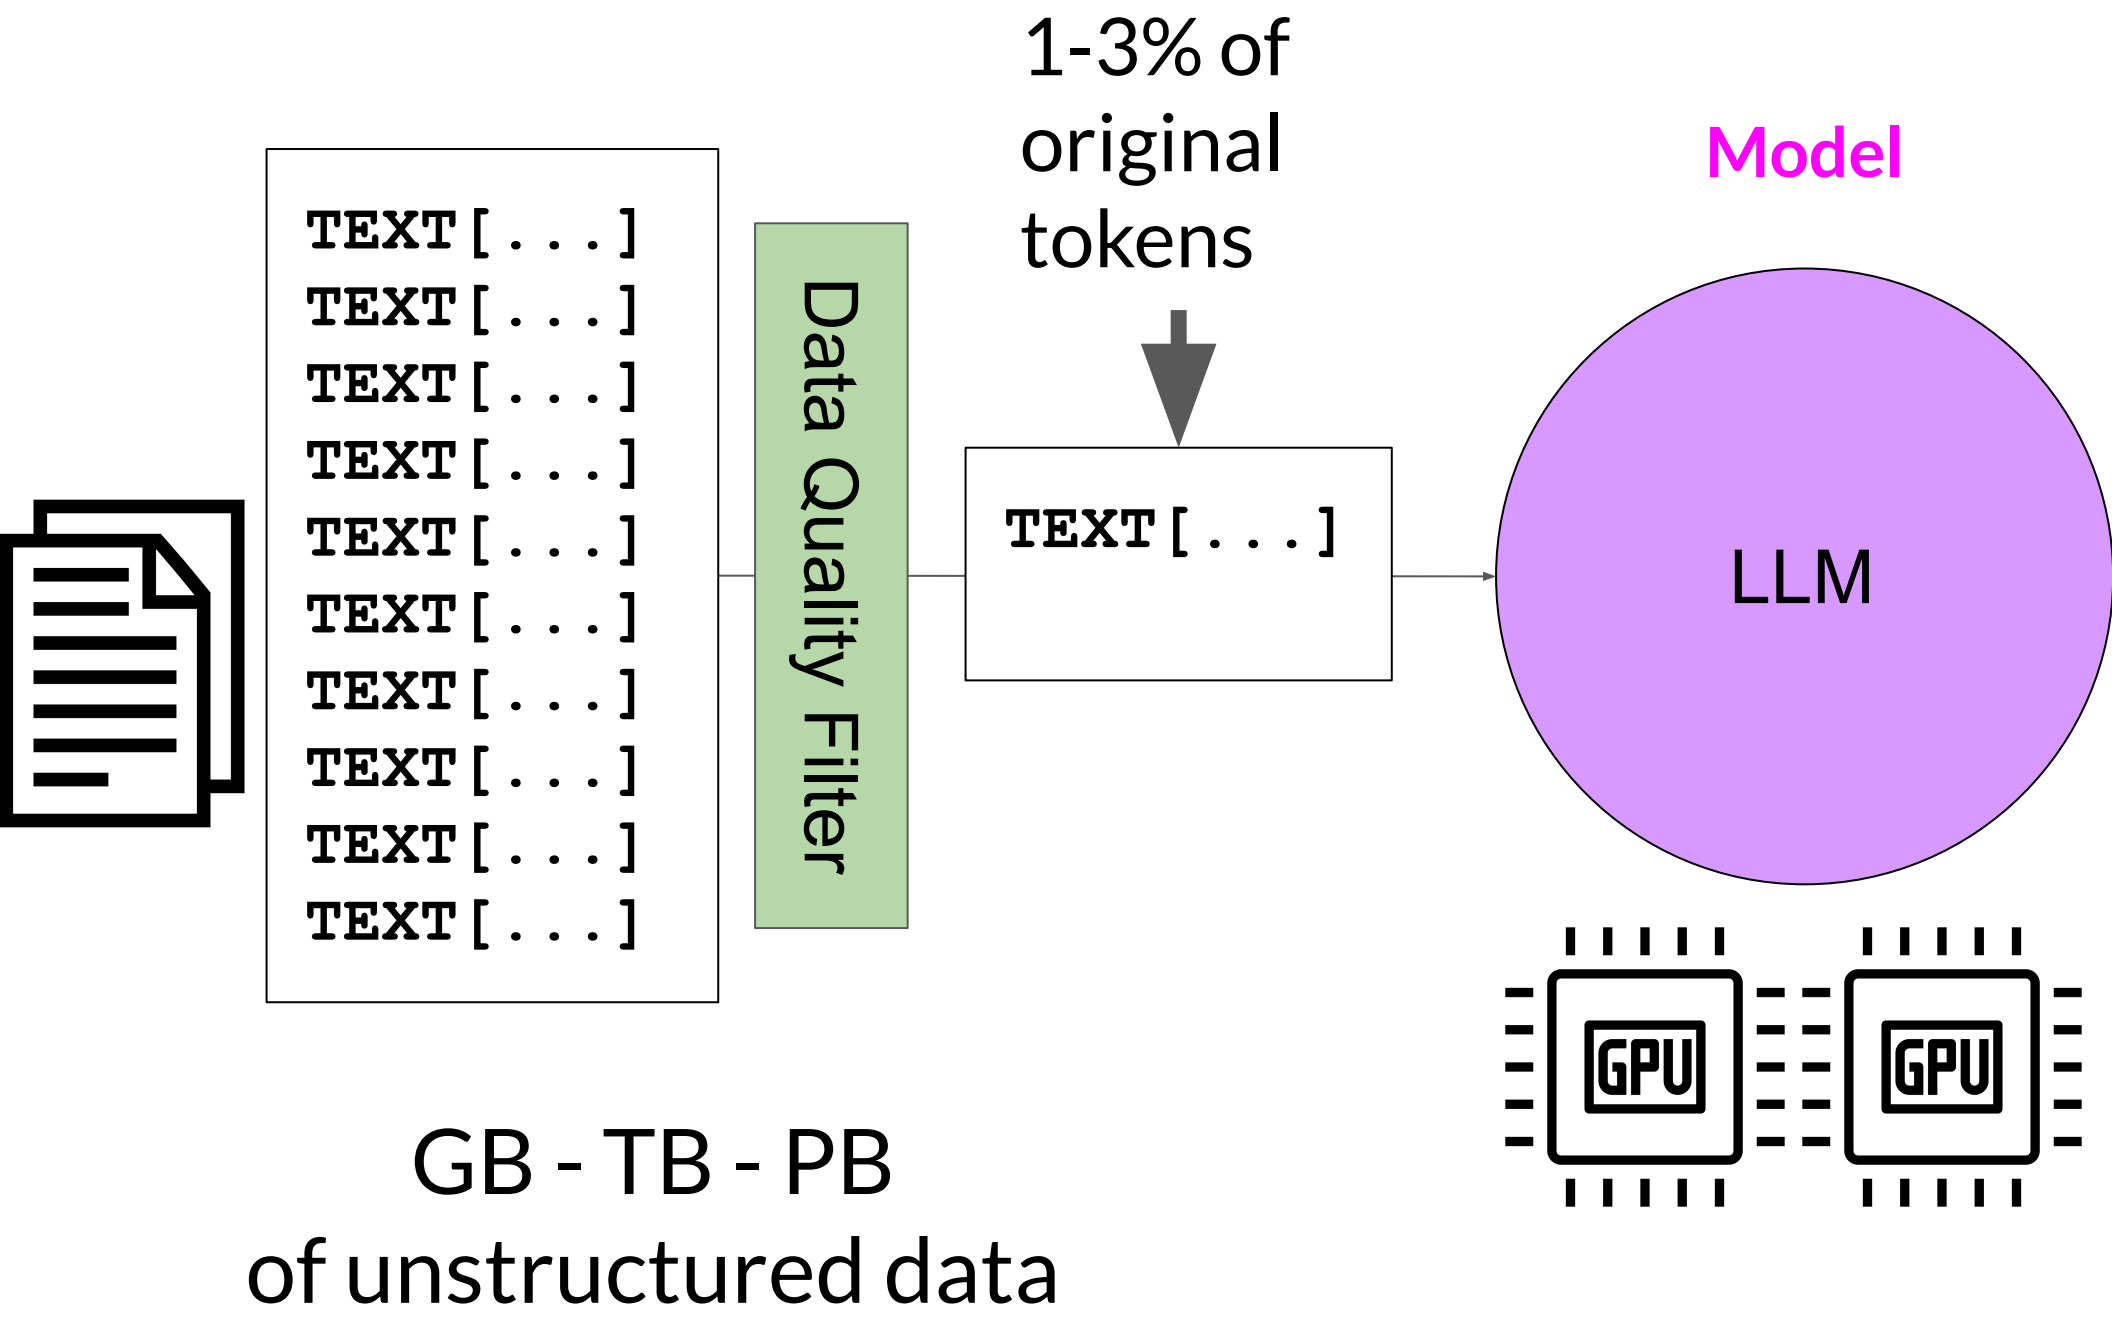 TEXT[...]
TEXT[...]
TEXT[...]
TEXT[...]
TEXT[...]
TEXT[...]
TEXT[...]
TEXT[...]
TEXT[...]
TEXT[...]
GB - TB - PB
of unstructured data
Data Quality Filter
1-3% of
original
tokens
TEXT[...]
Model
LLM
GPU
GPU